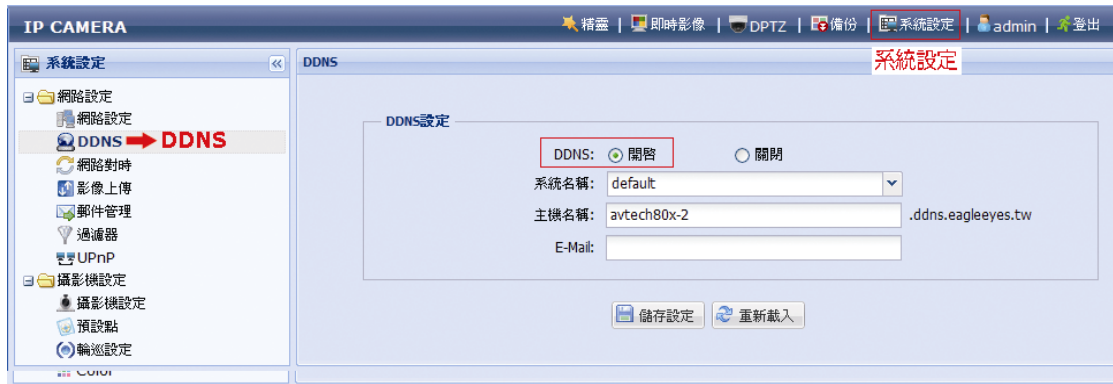 IP CAMERA
精靈 | 即時影像 | DPTZ | 備份 | 系統設定 | admin | 登出
系統設定
系統設定
DDNS
網路設定
網路設定
DDNS DDNS
網路對時
影像上傳
郵件管理
過濾器
UPnP
攝影機設定
攝影機設定
預設點
輪巡設定
Color
DDNS設定
DDNS: 開啓 關閉
系統名稱: default
主機名稱: avtech80x-2 .ddns.eagleeyes.tw
E-Mail:
儲存設定 重新載入